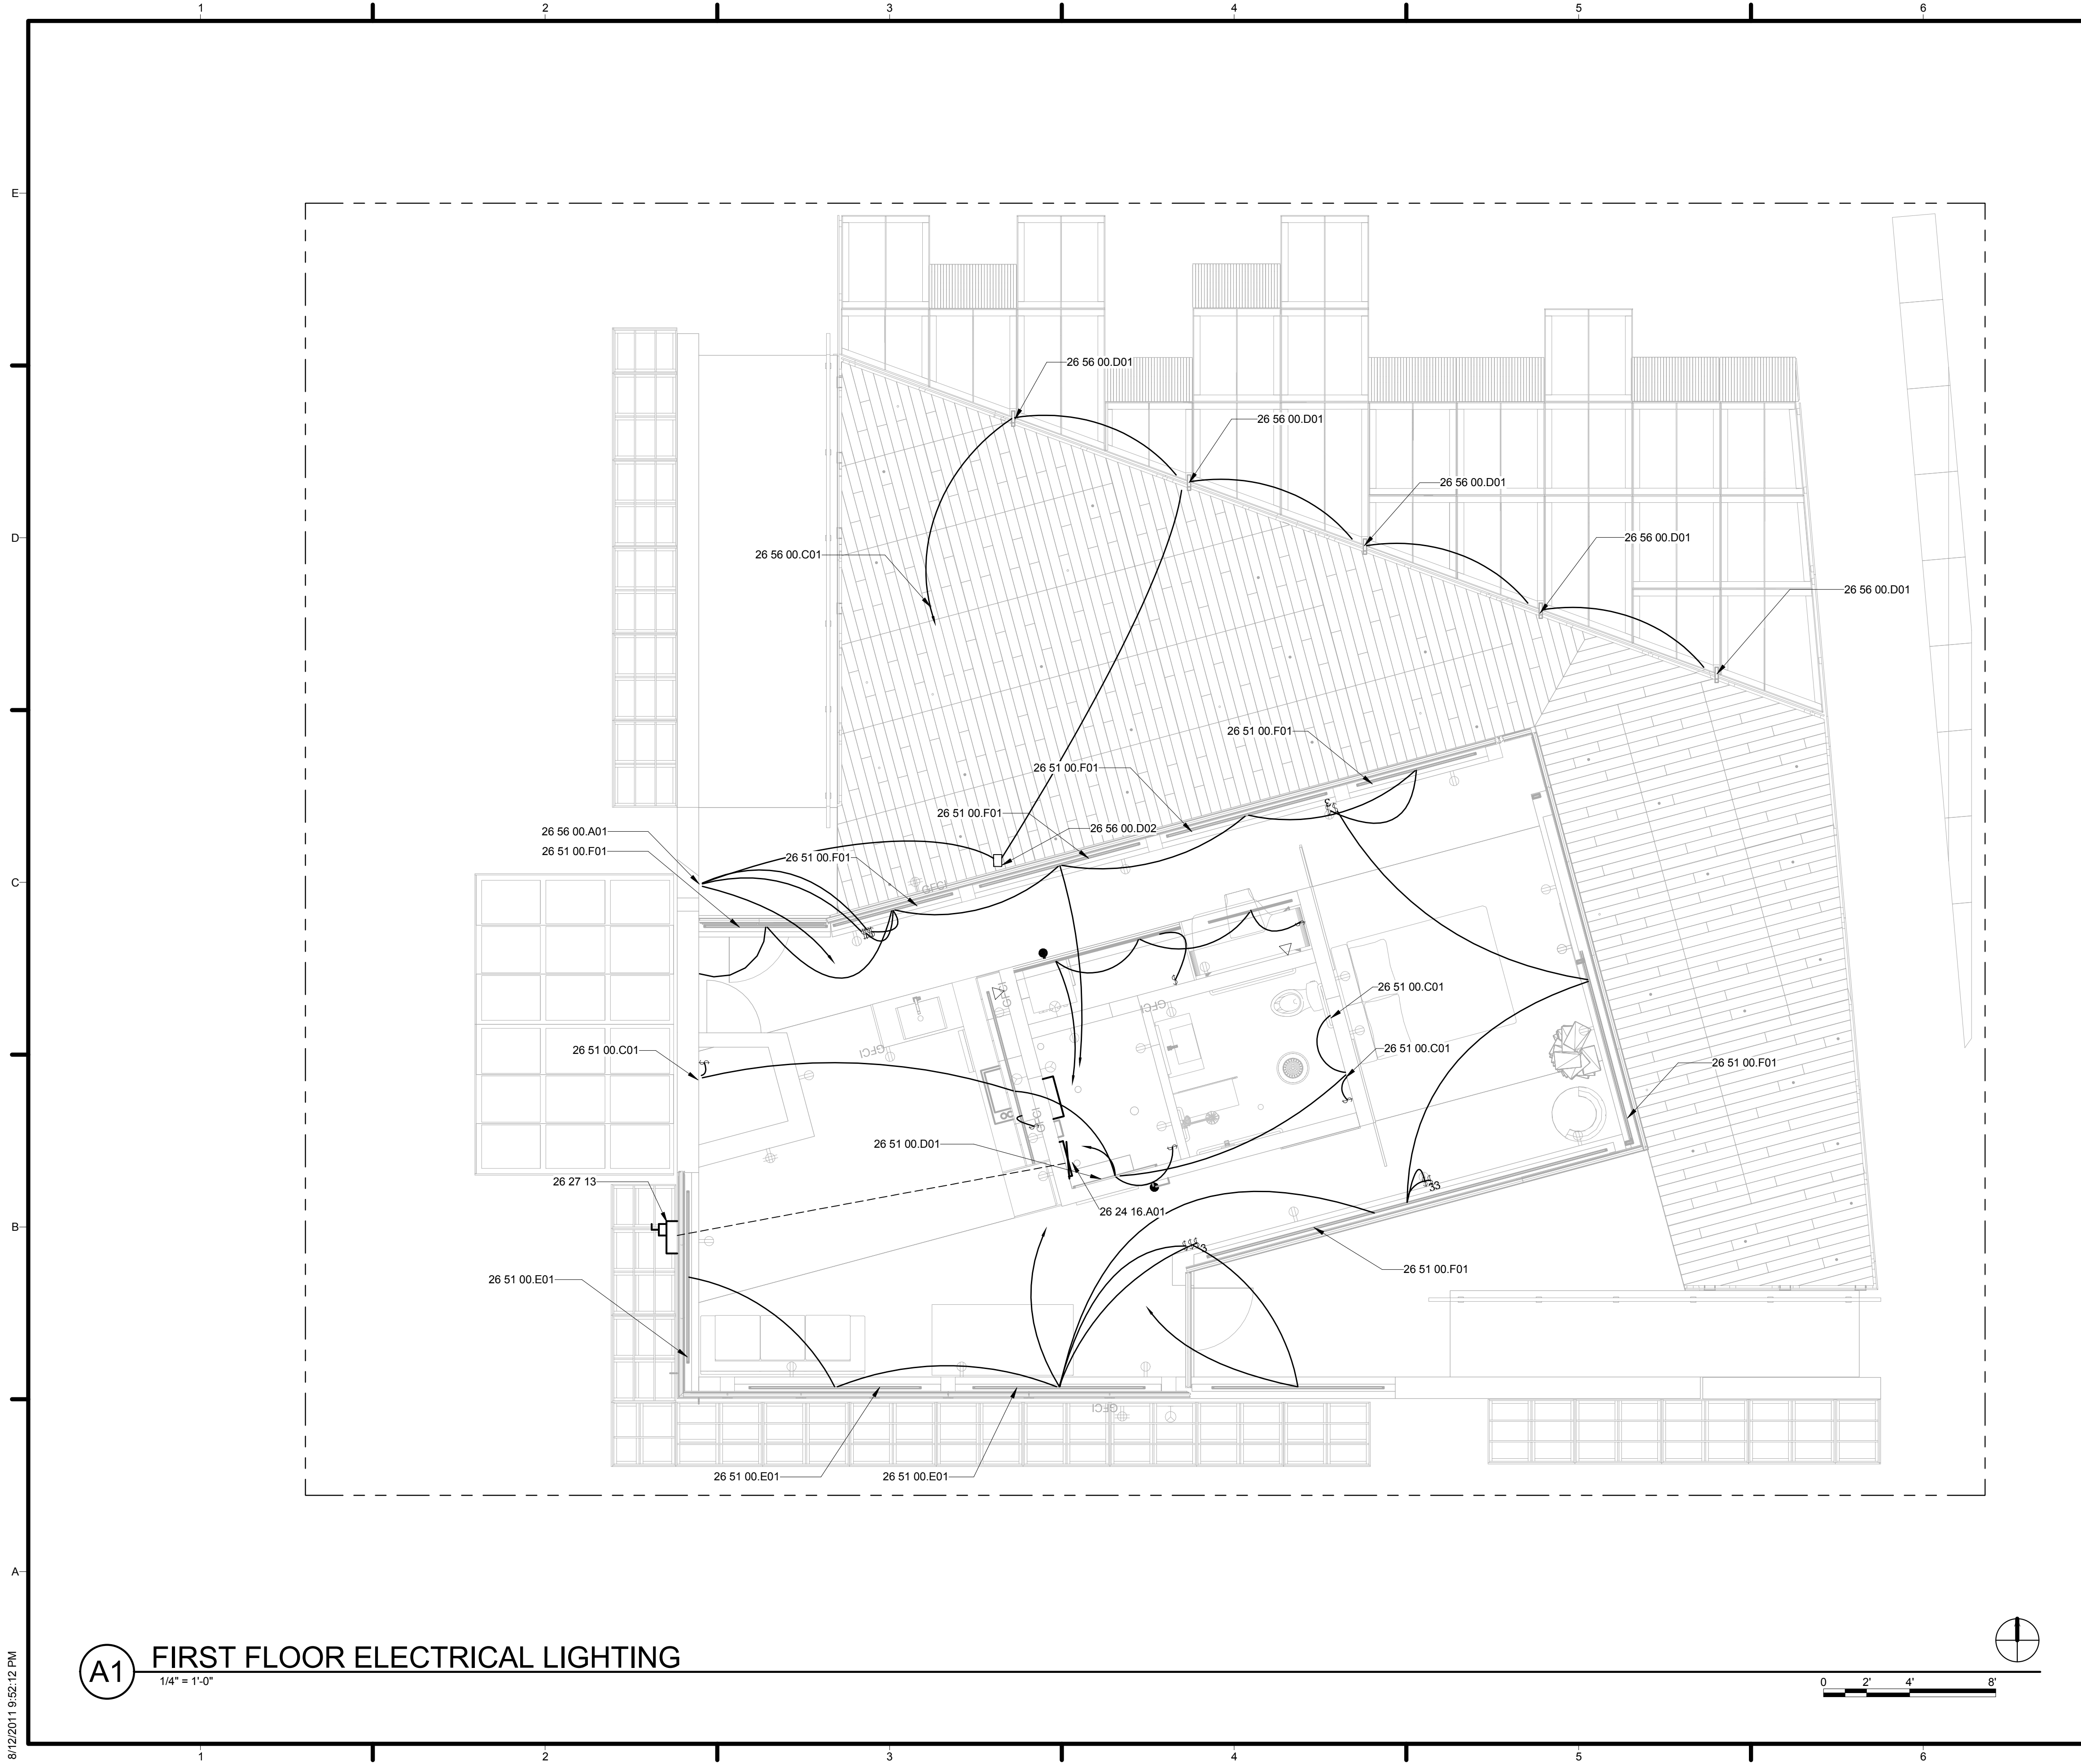 1 2 3 4 5 6
E
26 56 00.D01
26 56 00.D01
26 56 00.D01
D
26 56 00.D01
26 56 00.C01
26 56 00.D01
26 51 00.F01
26 51 00.F01
26 51 00.F01
26 56 00.D02
26 56 00.A01
26 51 00.F01
26 51 00.F01
C
GFCI
26 51 00.C01
GFCI
GFCI
GFCI
26 51 00.C01
26 51 00.C01
26 51 00.F01
GFCI
26 51 00.D01
26 27 13
33
26 24 16.A01
B
26 51 00.F01
26 51 00.E01
GFCI
26 51 00.E01
26 51 00.E01
A
A1
FIRST FLOOR ELECTRICAL LIGHTING
1/4" = 1'-0"
0 2' 4' 8'
8/12/2011 9:52:12 PM
1 2 3 4 5 6